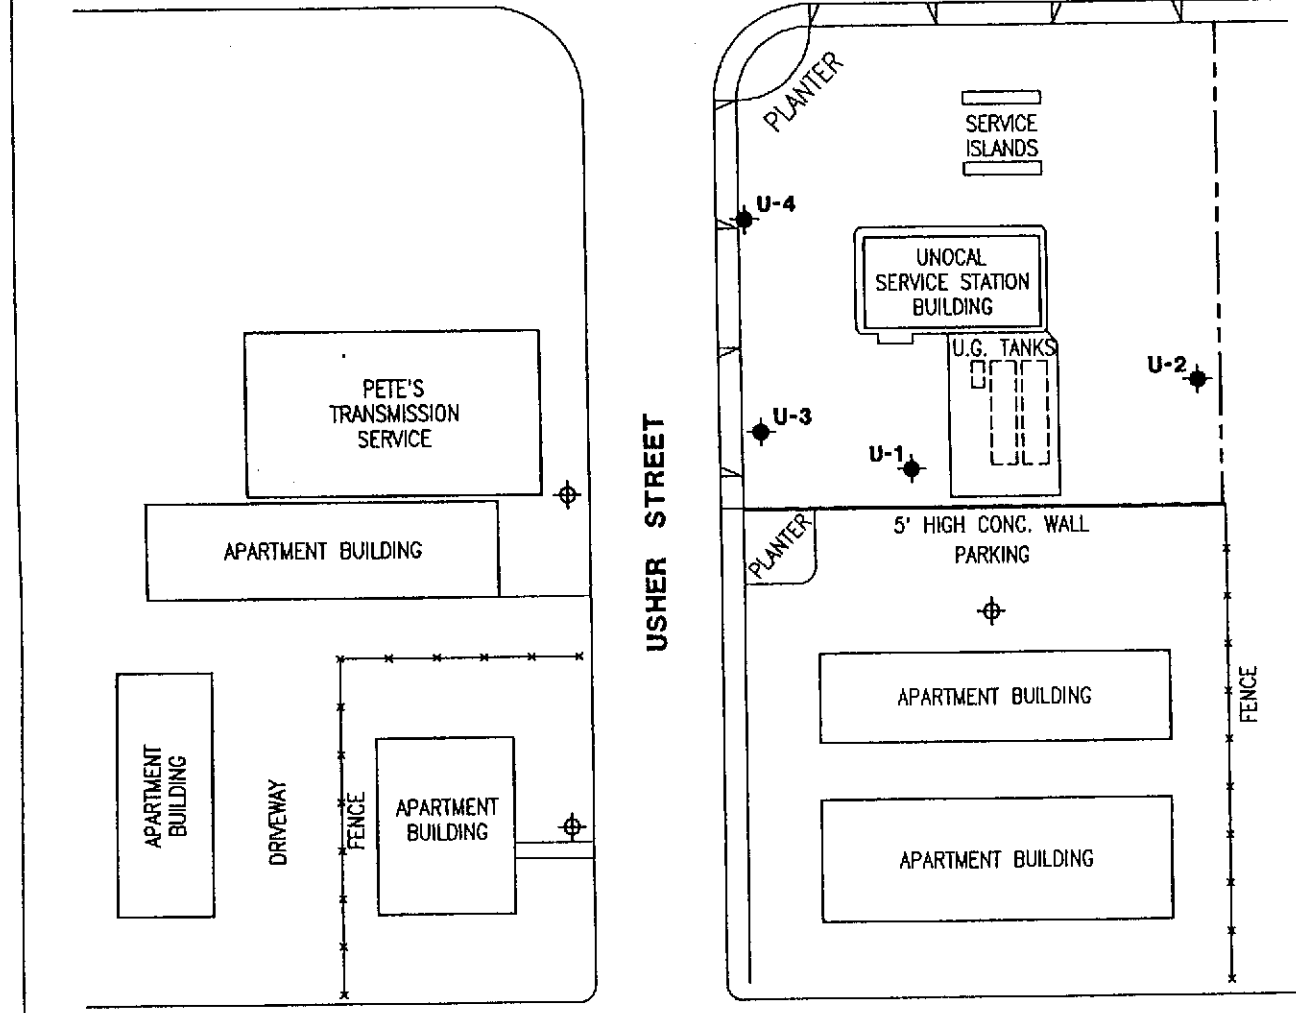 PLANTER
SERVICE
ISLANDS
U-4
UNOCAL
SERVICE STATION
BUILDING
U.G. TANKS
U-2
PETE'S
TRANSMISSION
SERVICE
U-3
U-1
USHER STREET
APARTMENT BUILDING
5' HIGH CONC. WALL
PARKING
PLANTER
APARTMENT BUILDING
FENCE
APARTMENT
BUILDING
DRIVEWAY
FENCE
APARTMENT
BUILDING
APARTMENT BUILDING